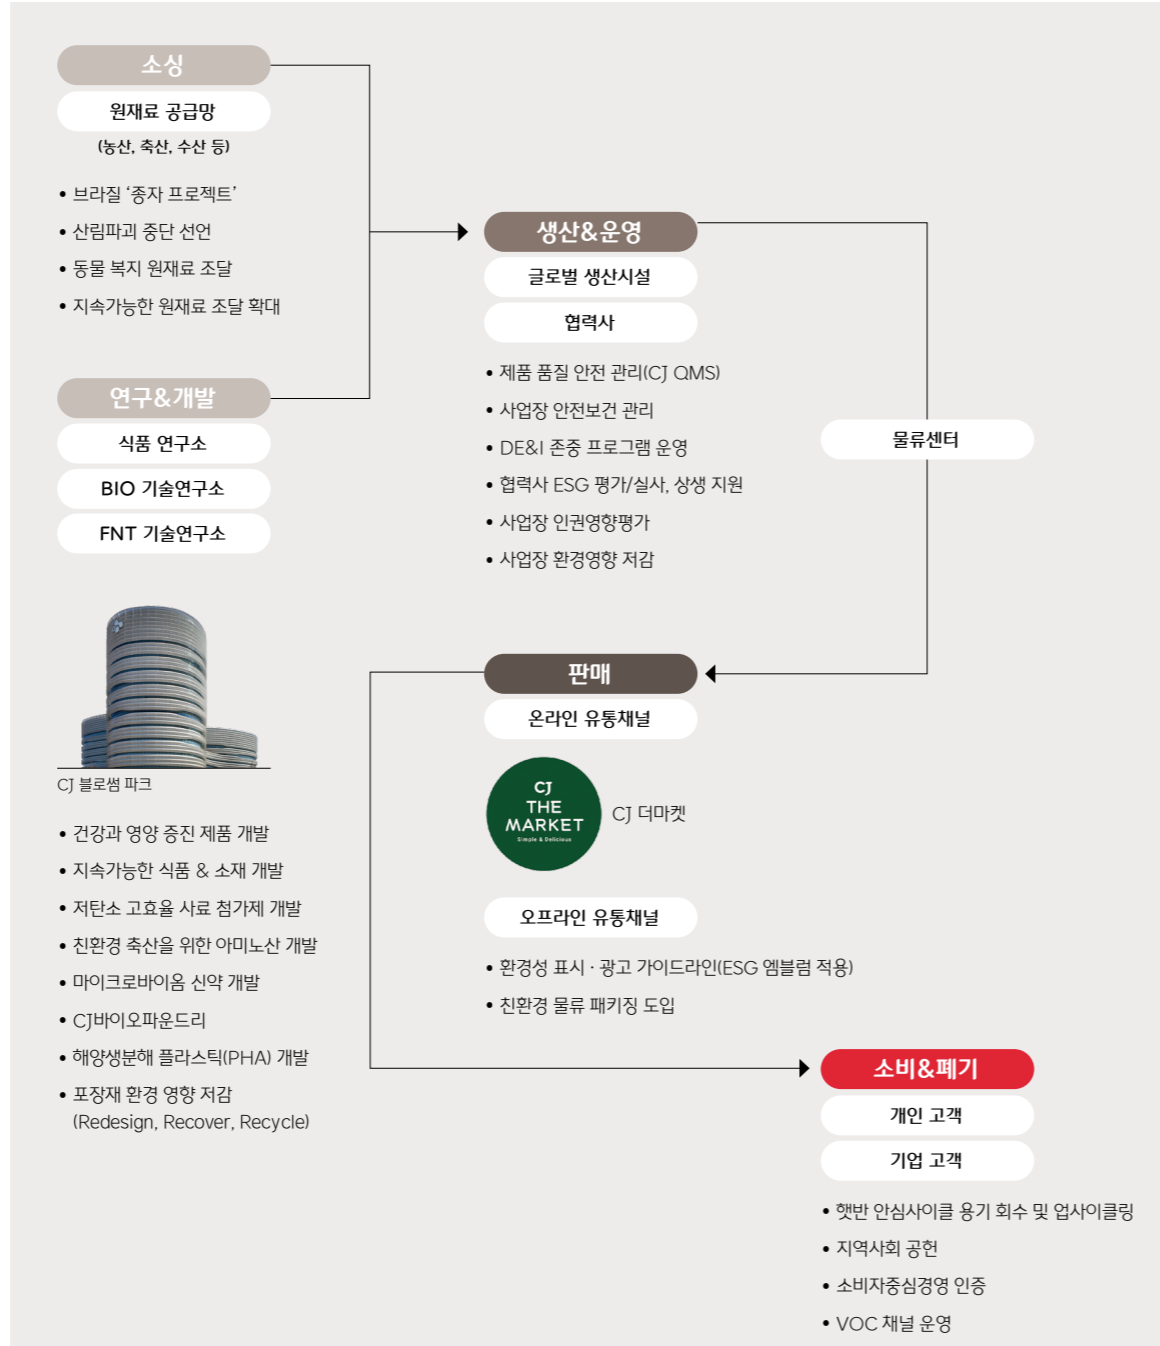 소싱
원재료 공급망
(농산, 축산, 수산 등)
• 브라질 ‘종자 프로젝트’
• 산림파괴 중단 선언
• 동물 복지 원재료 조달
• 지속가능한 원재료 조달 확대
연구&개발
식품 연구소
BIO 기술연구소
FNT 기술연구소
CJ 블로썸 파크
• 건강과 영양 증진 제품 개발
• 지속가능한 식품 & 소재 개발
• 저탄소 고효율 사료 첨가제 개발
• 친환경 축산을 위한 아미노산 개발
• 마이크로바이옴 신약 개발
• CJ바이오파운드리
• 해양생분해 플라스틱(PHA) 개발
• 포장재 환경 영향 저감
(Redesign, Recover, Recycle)
생산&운영
글로벌 생산시설
협력사
• 제품 품질 안전 관리(CJ QMS)
• 사업장 안전보건 관리
• DE&I 존중 프로그램 운영
• 협력사 ESG 평가/실사, 상생 지원
• 사업장 인권영향평가
• 사업장 환경영향 저감
물류센터
판매
온라인 유통채널
CJ
THE
MARKET
Simple & Delicious
CJ 더마켓
오프라인 유통채널
• 환경성 표시 · 광고 가이드라인(ESG 엠블럼 적용)
• 친환경 물류 패키징 도입
소비&폐기
개인 고객
기업 고객
• 햇반 안심사이클 용기 회수 및 업사이클링
• 지역사회 공헌
• 소비자중심경영 인증
• VOC 채널 운영